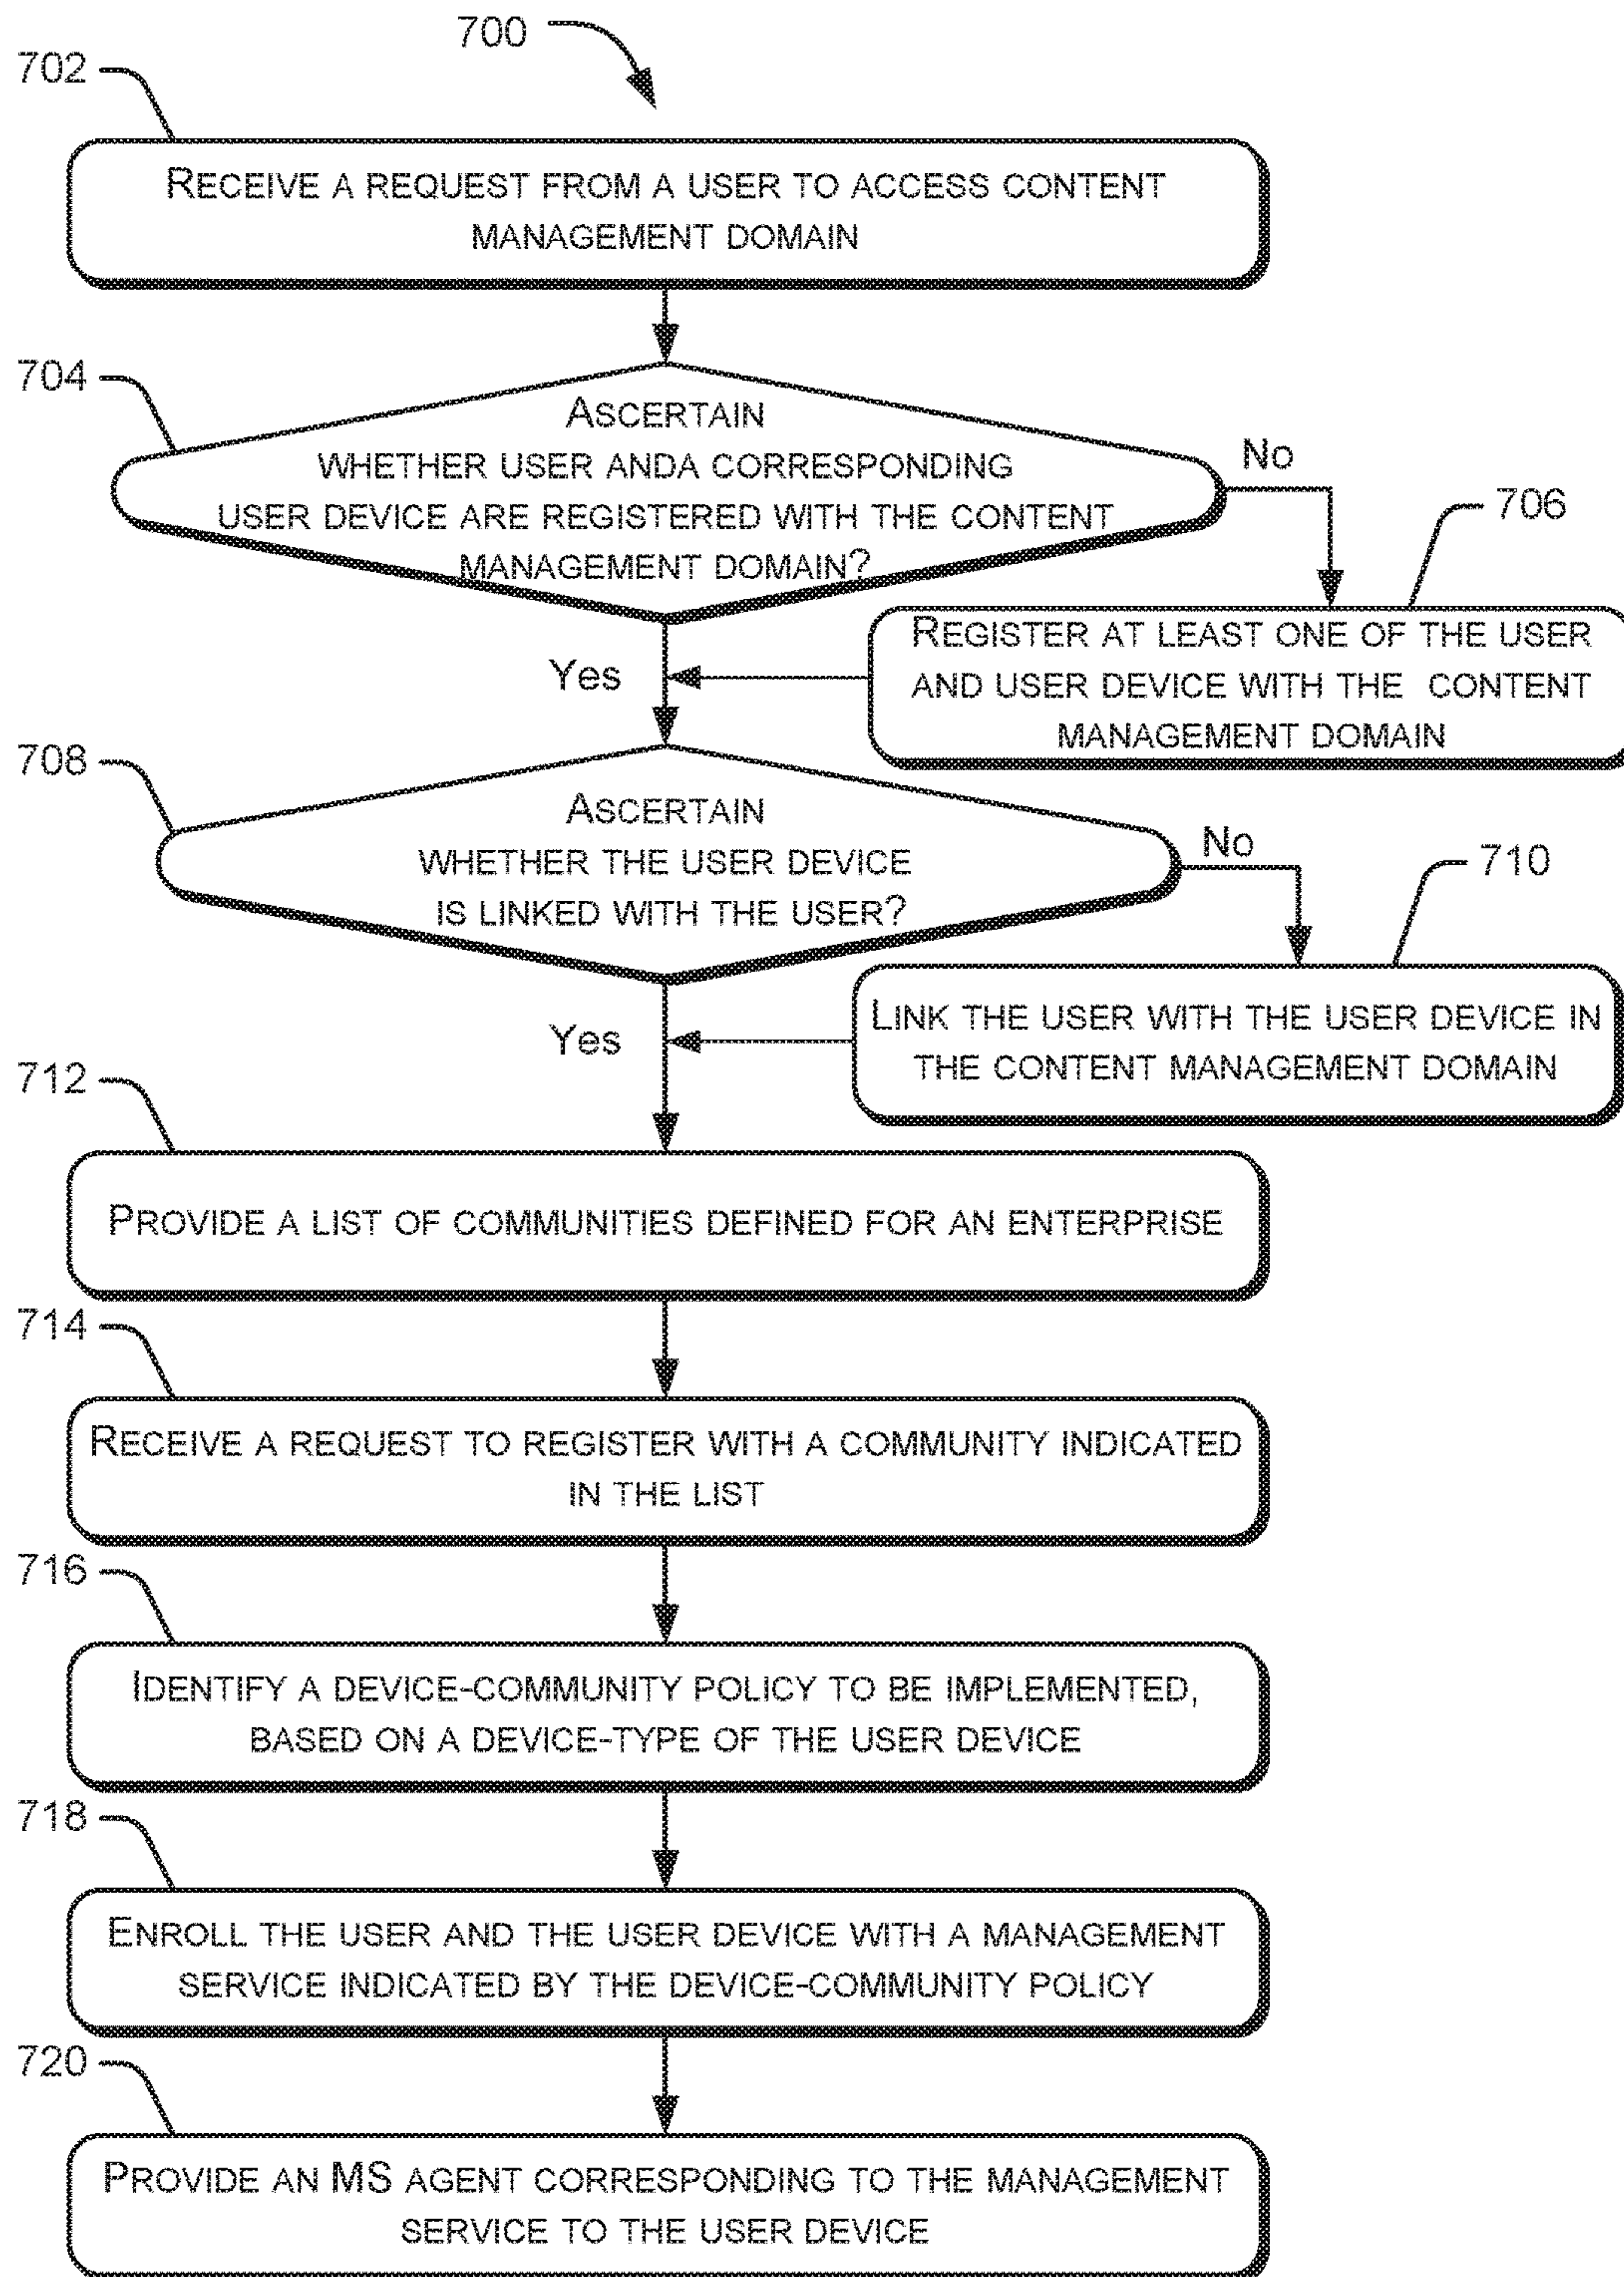 700
702
RECEIVE A REQUEST FROM A USER TO ACCESS CONTENT
MANAGEMENT DOMAIN
704
ASCERTAIN
WHETHER USER ANDA CORRESPONDING
USER DEVICE ARE REGISTERED WITH THE CONTENT
MANAGEMENT DOMAIN?
No
706
REGISTER AT LEAST ONE OF THE USER
AND USER DEVICE WITH THE CONTENT
MANAGEMENT DOMAIN
Yes
708
ASCERTAIN
WHETHER THE USER DEVICE
IS LINKED WITH THE USER?
No
710
LINK THE USER WITH THE USER DEVICE IN
THE CONTENT MANAGEMENT DOMAIN
Yes
712
PROVIDE A LIST OF COMMUNITIES DEFINED FOR AN ENTERPRISE
714
RECEIVE A REQUEST TO REGISTER WITH A COMMUNITY INDICATED
IN THE LIST
716
IDENTIFY A DEVICE-COMMUNITY POLICY TO BE IMPLEMENTED,
BASED ON A DEVICE-TYPE OF THE USER DEVICE
718
ENROLL THE USER AND THE USER DEVICE WITH A MANAGEMENT
SERVICE INDICATED BY THE DEVICE-COMMUNITY POLICY
720
PROVIDE AN MS AGENT CORRESPONDING TO THE MANAGEMENT
SERVICE TO THE USER DEVICE